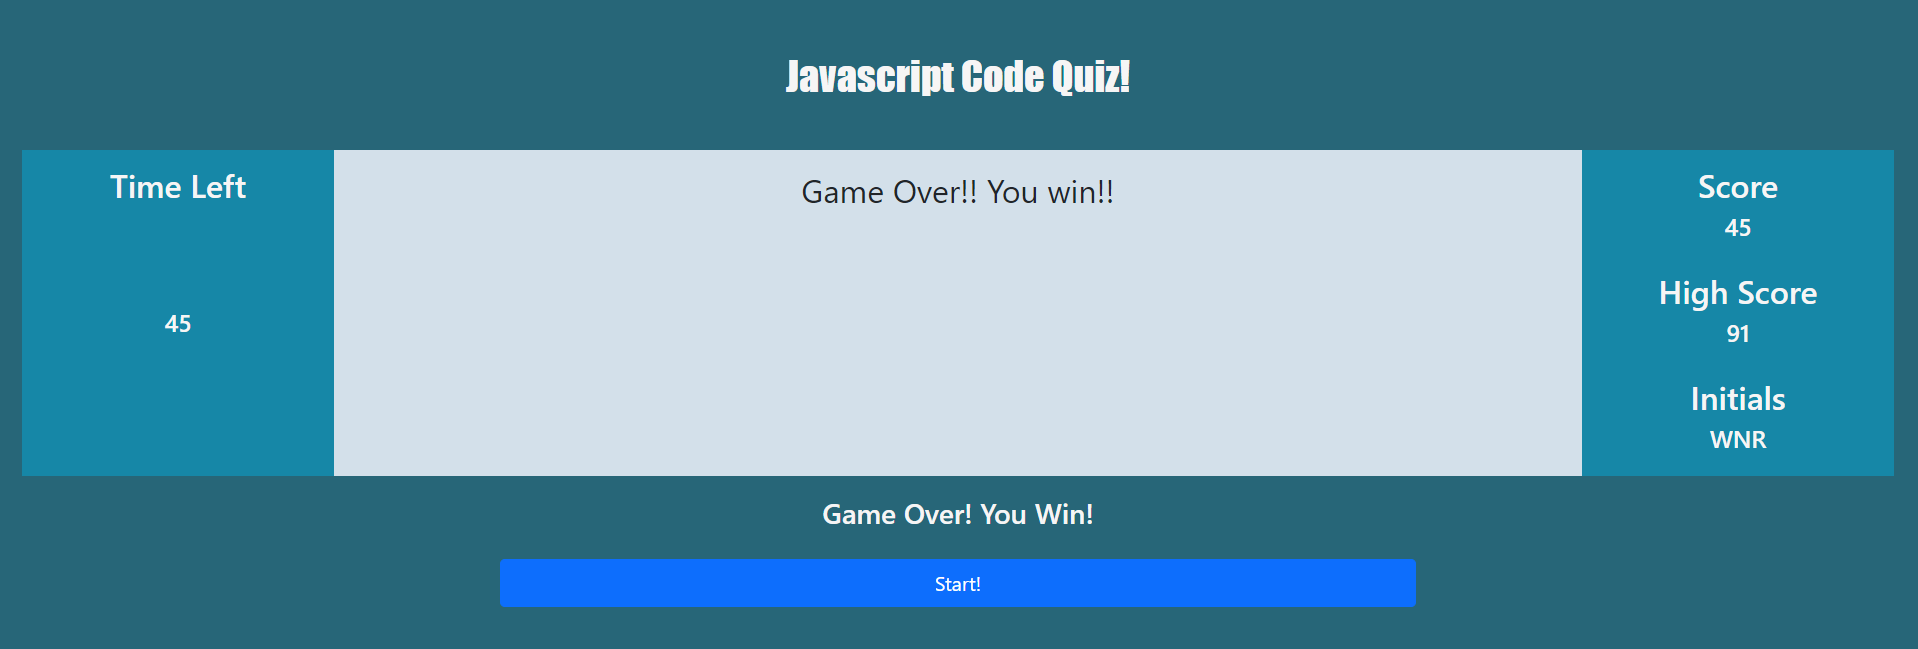 Javascript Code Quiz!
Time Left
45
Game Over!! You win!!
Score
45
High Score
91
Initials
WNR
Game Over! You Win!
Start!